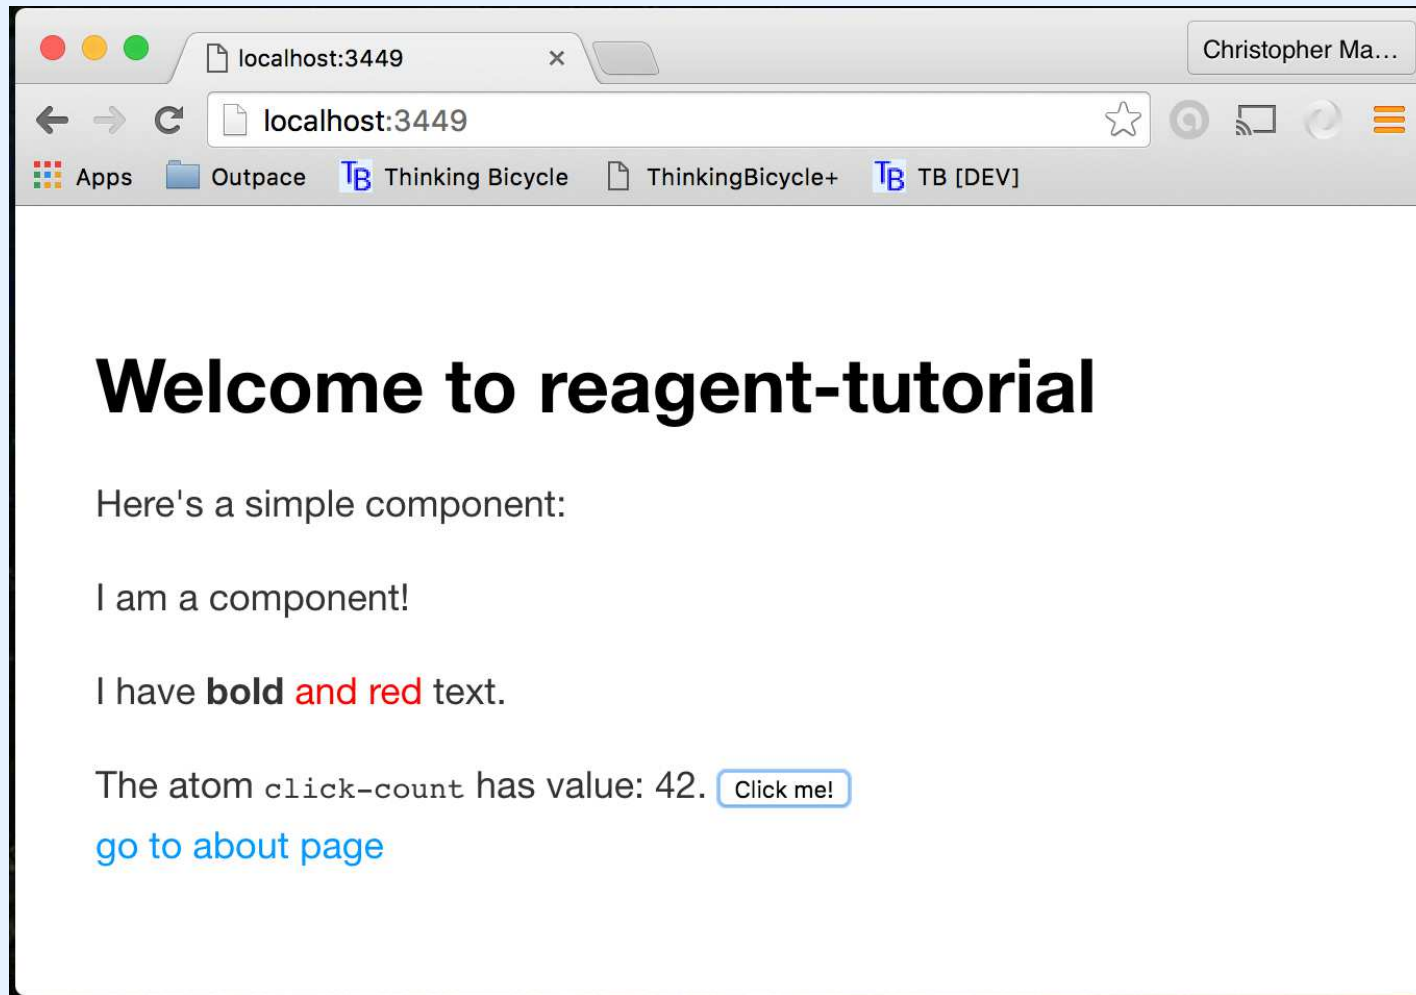 localhost:3449
Christopher Ma...
localhost:3449
Apps Outpace TB Thinking Bicycle ThinkingBicycle+ TB TB [DEV]
Welcome to reagent-tutorial
Here's a simple component:
I am a component!
I have bold and red text.
The atom click-count has value: 42. Click me!
go to about page